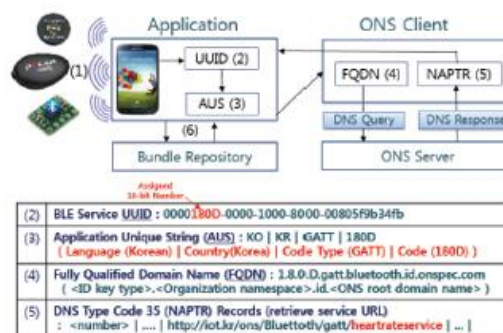 Application
ONS Client
(1)
UUID (2)
AUS (3)
FQDN (4)
NAPTR (5)
DNS Query
DNS Response
(6)
Bundle Repository
ONS Server
Assigned
16-bit Number
(2) BLE Service UUID : 0000180D-0000-1000-8000-00805f9b34fb
(3) Application Unique String (AUS) : KO | KR | GATT | 180D
( Language (Korean) | Country(Korea) | Code Type (GATT) | Code (180D) )
(4) Fully Qualified Domain Name (FQDN) : 1.8.0.D.gatt.bluetooth.id.onspec.com
( <ID key type>.<Organization namespace>.id.<ONS root domain name> )
(5) DNS Type Code 35 (NAPTR) Records (retrieve service URL)
: <number> | .... | http://iot.kr/ons/Bluettoth/gatt/heartrateservice | ... |